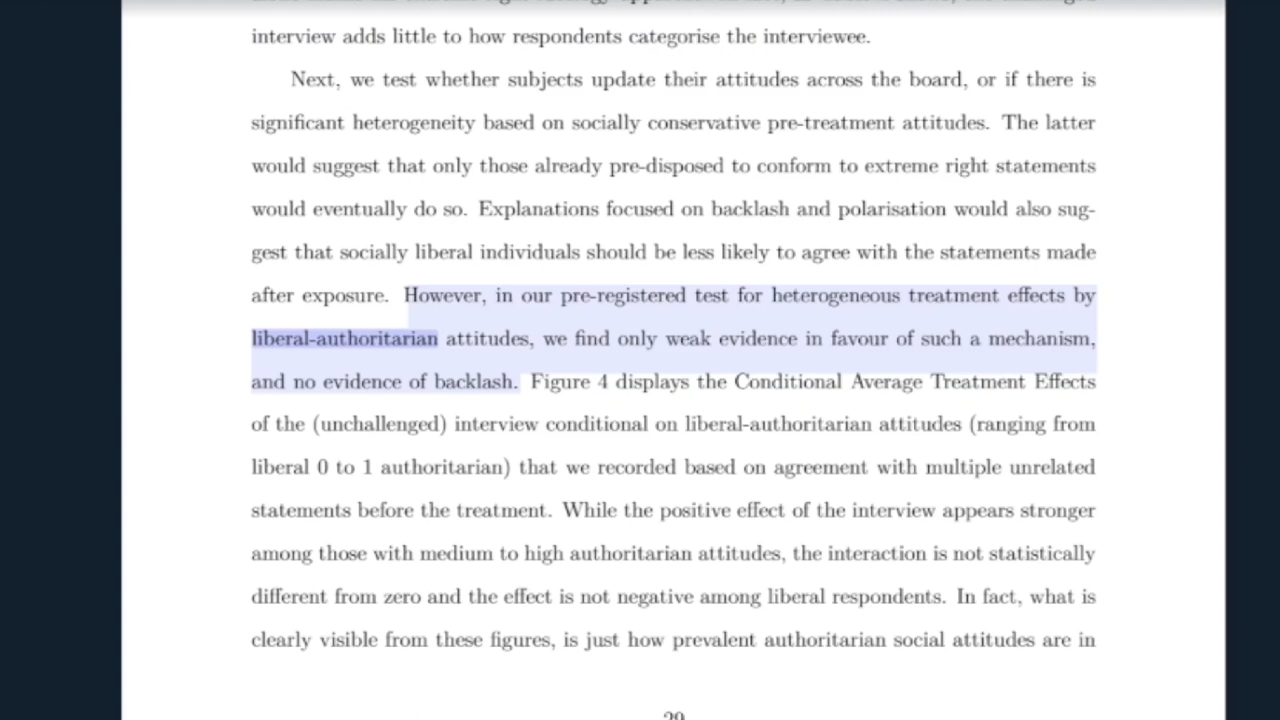 interview adds little to how respondents categorise the interviewee.
Next, we test whether subjects update their attitudes across the board, or if there is
significant heterogeneity based on socially conservative pre-treatment attitudes. The latter
would suggest that only those already pre-disposed to conform to extreme right statements
would eventually do so. Explanations focused on backlash and polarisation would also sug-
gest that socially liberal individuals should be less likely to agree with the statements made
after exposure. However, in our pre-registered test for heterogeneous treatment effects by
liberal-authoritarian attitudes, we find only weak evidence in favour of such a mechanism,
and no evidence of backlash. Figure 4 displays the Conditional Average Treatment Effects
of the (unchallenged) interview conditional on liberal-authoritarian attitudes (ranging from
liberal 0 to 1 authoritarian) that we recorded based on agreement with multiple unrelated
statements before the treatment. While the positive effect of the interview appears stronger
among those with medium to high authoritarian attitudes, the interaction is not statistically
different from zero and the effect is not negative among liberal respondents. In fact, what is
clearly visible from these figures, is just how prevalent authoritarian social attitudes are in